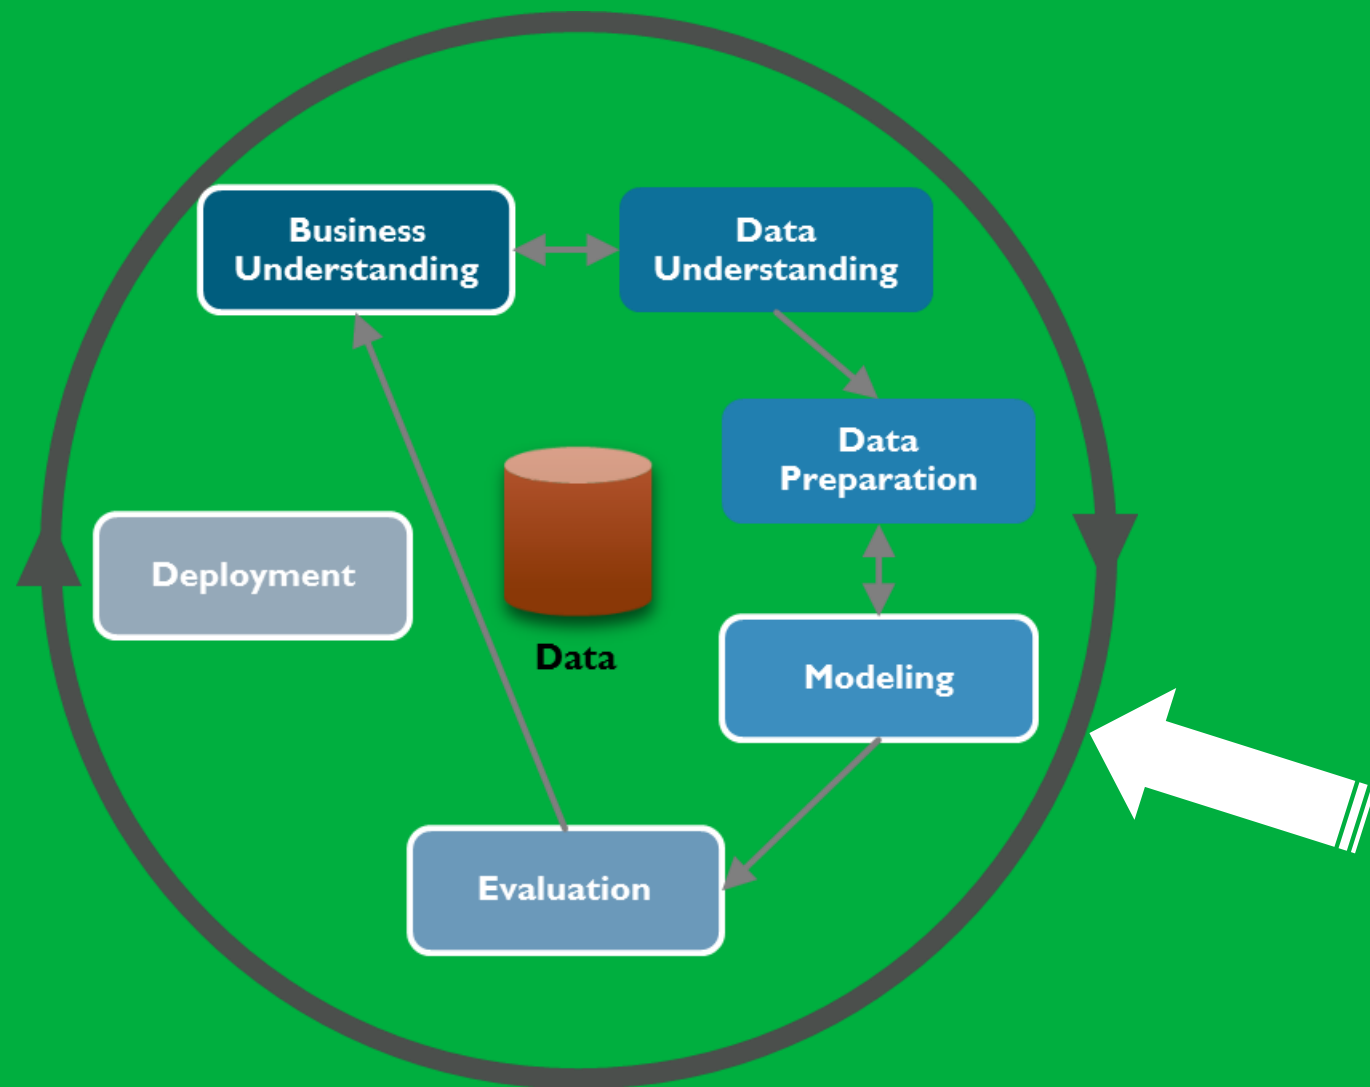 Business
Understanding
Data
Understanding
Data
Preparation
Deployment
Data
Modeling
Evaluation